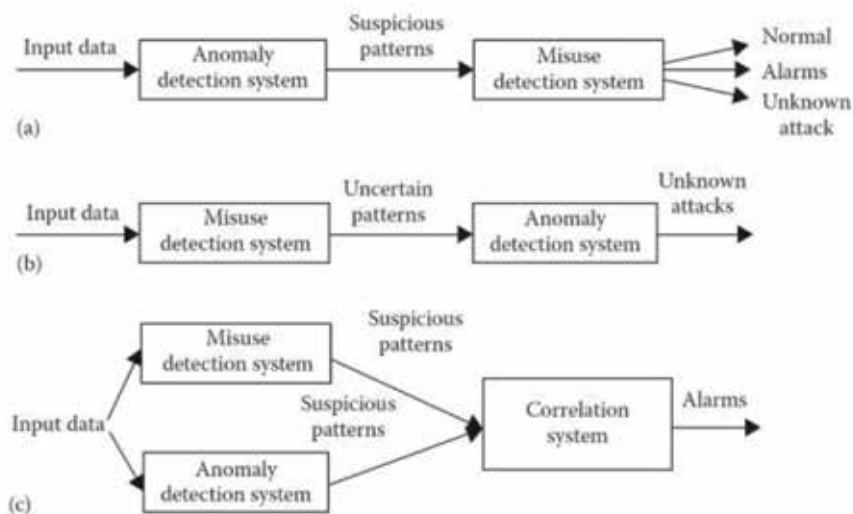 Input data
Anomaly
detection system
Suspicious
patterns
Misuse
detection system
Normal
Alarms
Unknown
attack
(a)
Input data
Misuse
detection system
Uncertain
patterns
Anomaly
detection system
Unknown
attacks
(b)
Input data
Misuse
detection system
Suspicious
patterns
Anomaly
detection system
Suspicious
patterns
Correlation
system
Alarms
(c)